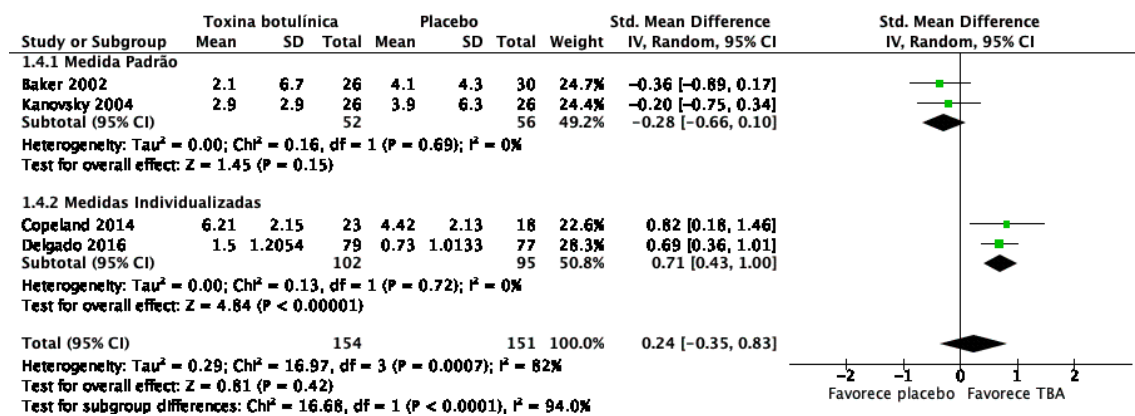 Toxina botulínica Placebo Std. Mean Difference Std. Mean Difference
Study or Subgroup Mean SD Total Mean SD Total Weight IV, Random, 95% CI IV, Random, 95% CI
1.4.1 Medida Padrão
Baker 2002 2.1 6.7 26 4.1 4.3 30 24.7% −0.36 [−0.89, 0.17]
Kanovsky 2004 2.9 2.9 26 3.9 6.3 26 24.4% −0.20 [−0.75, 0.34]
Subtotal (95% CI) 52 56 49.2% −0.28 [−0.66, 0.10]
Heterogeneity: Tau² = 0.00; Chi² = 0.16, df = 1 (P = 0.69); I² = 0%
Test for overall effect: Z = 1.45 (P = 0.15)
1.4.2 Medidas Individualizadas
Copeland 2014 6.21 2.15 23 4.42 2.13 18 22.6% 0.82 [0.18, 1.46]
Delgado 2016 1.5 1.2054 79 0.73 1.0133 77 28.3% 0.69 [0.36, 1.01]
Subtotal (95% CI) 102 95 50.8% 0.71 [0.43, 1.00]
Heterogeneity: Tau² = 0.00; Chi² = 0.13, df = 1 (P = 0.72); I² = 0%
Test for overall effect: Z = 4.84 (P < 0.00001)
Total (95% CI) 154 151 100.0% 0.24 [−0.35, 0.83]
Heterogeneity: Tau² = 0.29; Chi² = 16.97, df = 3 (P = 0.0007); I² = 82%
Test for overall effect: Z = 0.81 (P = 0.42)
Test for subgroup differences: Chi² = 16.68, df = 1 (P < 0.0001), I² = 94.0%
−2 −1 0 1 2
Favorece placebo Favorece TBA